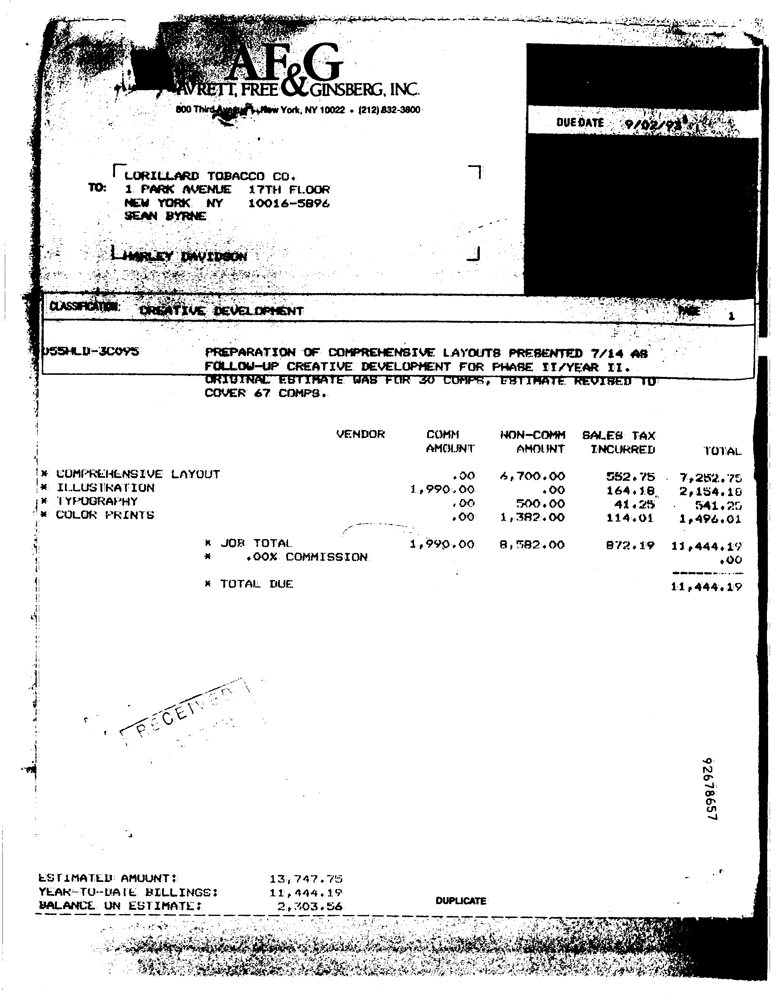 AF&G
AVRETT, FREE & GINSBERG, INC.
800 Third Avenue, New York, NY 10022 • (212) 832-3800
DUE DATE 9/02/93
TO:
LORILLARD TOBACCO CO.
1 PARK AVENUE 17TH FLOOR
NEW YORK NY 10016-5896
SEAN BYRNE
HARLEY DAVIDSON
CLASSIFICATION: CREATIVE DEVELOPMENT PAGE 1
055HLD-3C095 PREPARATION OF COMPREHENSIVE LAYOUTS PRESENTED 7/14 AS
FOLLOW-UP CREATIVE DEVELOPMENT FOR PHASE II/YEAR II.
ORIGINAL ESTIMATE WAS FOR 30 COMPS, ESTIMATE REVISED TO
COVER 67 COMPS.
VENDOR COMM NON-COMM SALES TAX
AMOUNT AMOUNT INCURRED TOTAL
* COMPREHENSIVE LAYOUT .00 6,700.00 552.75 7,252.75
* ILLUSTRATION 1,990.00 .00 164.18 2,154.18
* TYPOGRAPHY .00 500.00 41.25 541.25
* COLOR PRINTS .00 1,382.00 114.01 1,496.01
* JOB TOTAL 1,990.00 8,582.00 872.19 11,444.19
* .00% COMMISSION .00
----------
* TOTAL DUE 11,444.19
RECEIVED
92678657
ESTIMATED AMOUNT: 13,747.75
YEAR-TO-DATE BILLINGS: 11,444.19
BALANCE ON ESTIMATE: 2,303.56
DUPLICATE